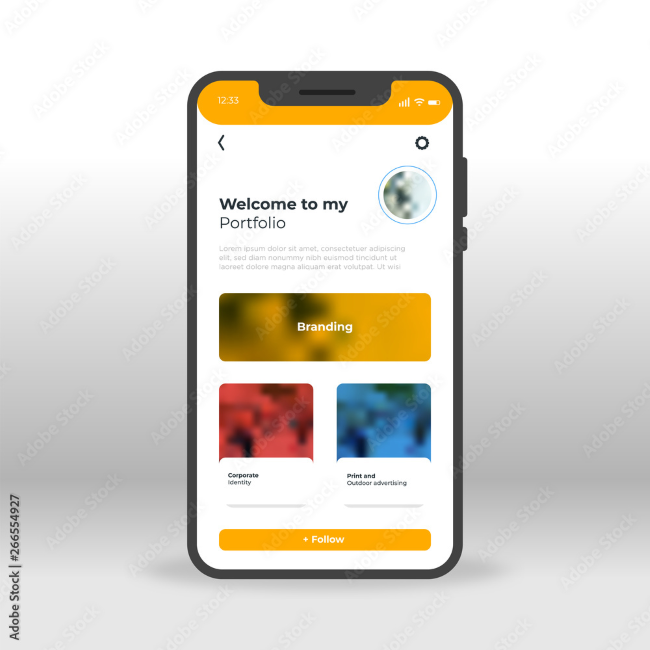 12:33
Welcome to my
Portfolio
Lorem ipsum dolor sit amet, consectetuer adipiscing
elit, sed diam nonummy nibh euismod tincidunt ut
laoreet dolore magna aliquam erat volutpat. Ut wisi
Branding
Corporate
Identity
Print and
Outdoor advertising
+ Follow
Adobe Stock | #266554927
Adobe Stock